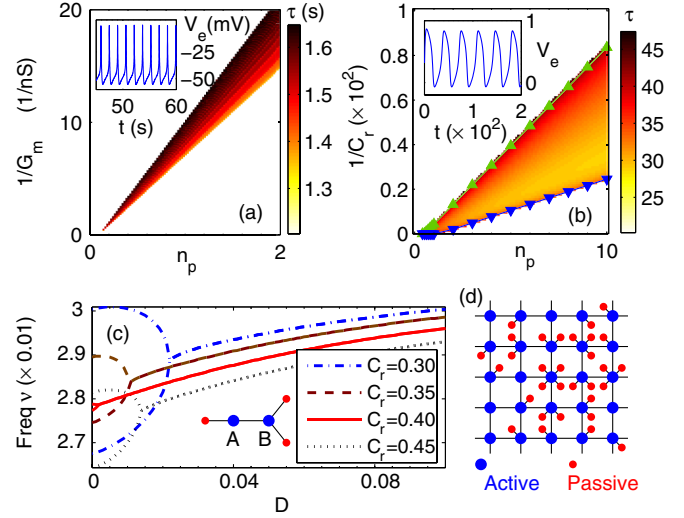 20
10
0
1/G_m (1/nS)
V_e(mV)
−25
−50
50
60
t (s)
(a)
0
n_p
2
τ (s)
1.6
1.5
1.4
1.3
1
0.8
0.6
0.4
0.2
0
1/C_r (× 10^2)
1
V_e
0
0
1
2
t (× 10^2)
(b)
0
n_p
10
τ
45
40
35
30
25
3
2.9
2.8
2.7
Freq ν (× 0.01)
(c)
A
B
C_r=0.30
C_r=0.35
C_r=0.40
C_r=0.45
0
0.04
0.08
D
(d)
Active
Passive